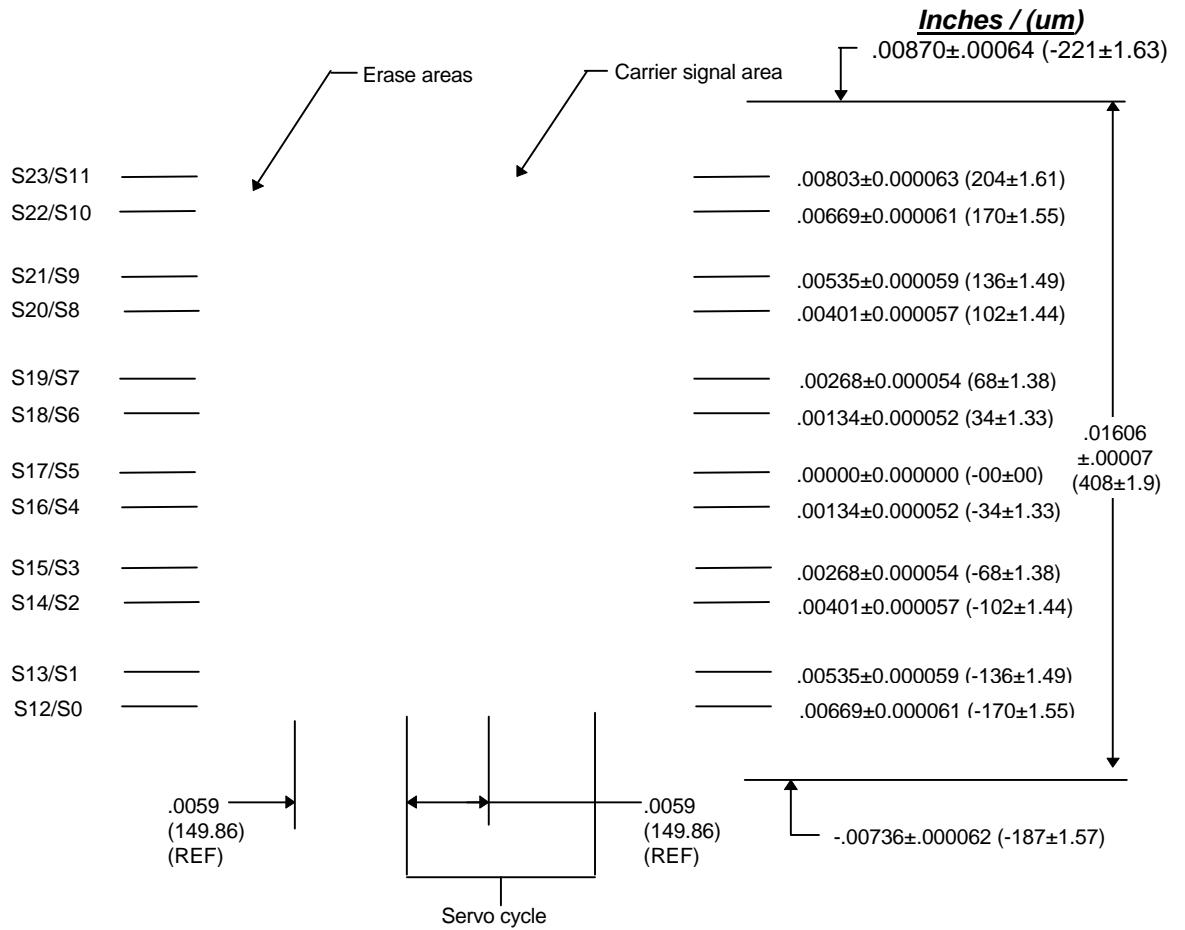 Inches / (um)
.00870±.00064 (-221±1.63)
Erase areas
Carrier signal area
S23/S11
.00803±0.000063 (204±1.61)
S22/S10
.00669±0.000061 (170±1.55)
S21/S9
.00535±0.000059 (136±1.49)
S20/S8
.00401±0.000057 (102±1.44)
S19/S7
.00268±0.000054 (68±1.38)
S18/S6
.00134±0.000052 (34±1.33)
.01606
±.00007
(408±1.9)
S17/S5
.00000±0.000000 (-00±00)
S16/S4
.00134±0.000052 (-34±1.33)
S15/S3
.00268±0.000054 (-68±1.38)
S14/S2
.00401±0.000057 (-102±1.44)
S13/S1
.00535±0.000059 (-136±1.49)
S12/S0
.00669±0.000061 (-170±1.55)
.0059
(149.86)
(REF)
.0059
(149.86)
(REF)
-.00736±.000062 (-187±1.57)
Servo cycle